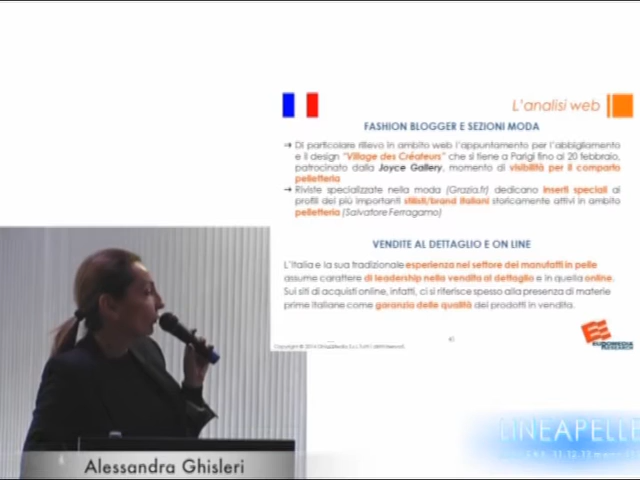 L'analisi web
FASHION BLOGGER E SEZIONI MODA
→ Di particolare rilievo in ambito web l'appuntamento per l'abbigliamento
e il design "Village des Créateurs" che si tiene a Parigi fino al 20 febbraio,
patrocinato dalla Joyce Gallery, momento di visibilità per il comparto
pelletteria
→ Riviste specializzate nella moda (Grazia.fr) dedicano inserti speciali ai
profili dei più importanti stilisti/brand italiani storicamente attivi in ambito
pelletteria (Salvatore Ferragamo)
VENDITE AL DETTAGLIO E ON LINE
L'Italia e la sua tradizionale esperienza nel settore dei manufatti in pelle
assume carattere di leadership nella vendita al dettaglio e in quella online.
Sui siti di acquisti online, infatti, ci si riferisce spesso alla presenza di materie
prime italiane come garanzia delle qualità dei prodotti in vendita.
EUROMEDIA
RESEARCH
LINEAPELLE
Alessandra Ghisleri